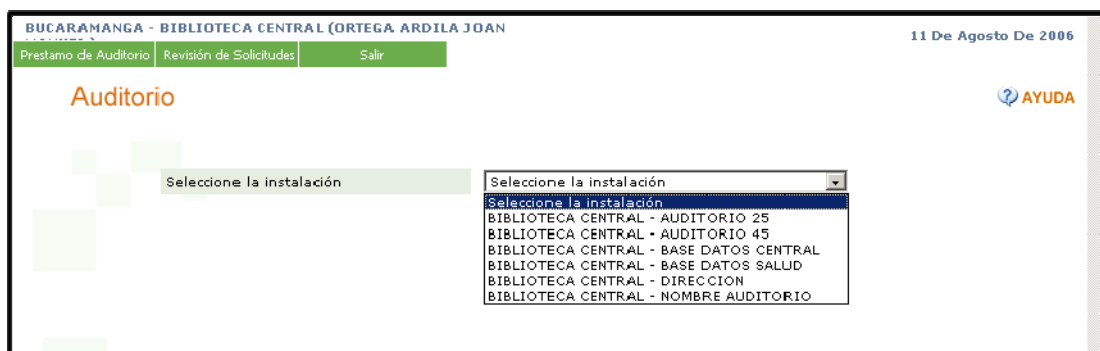 BUCARAMANGA - BIBLIOTECA CENTRAL (ORTEGA ARDILA JOAN
11 De Agosto De 2006
Prestamo de Auditorio Revisión de Solicitudes Salir
Auditorio
AYUDA
Seleccione la instalación Seleccione la instalación
Seleccione la instalación
BIBLIOTECA CENTRAL - AUDITORIO 25
BIBLIOTECA CENTRAL - AUDITORIO 45
BIBLIOTECA CENTRAL - BASE DATOS CENTRAL
BIBLIOTECA CENTRAL - BASE DATOS SALUD
BIBLIOTECA CENTRAL - DIRECCION
BIBLIOTECA CENTRAL - NOMBRE AUDITORIO